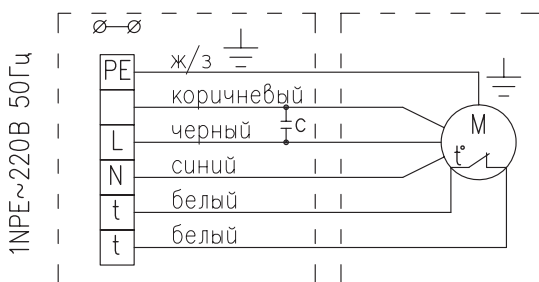 1NPE~220В 50Гц
PE ж/з
коричневый
C
L черный
N синий
t белый
t белый
M
t°